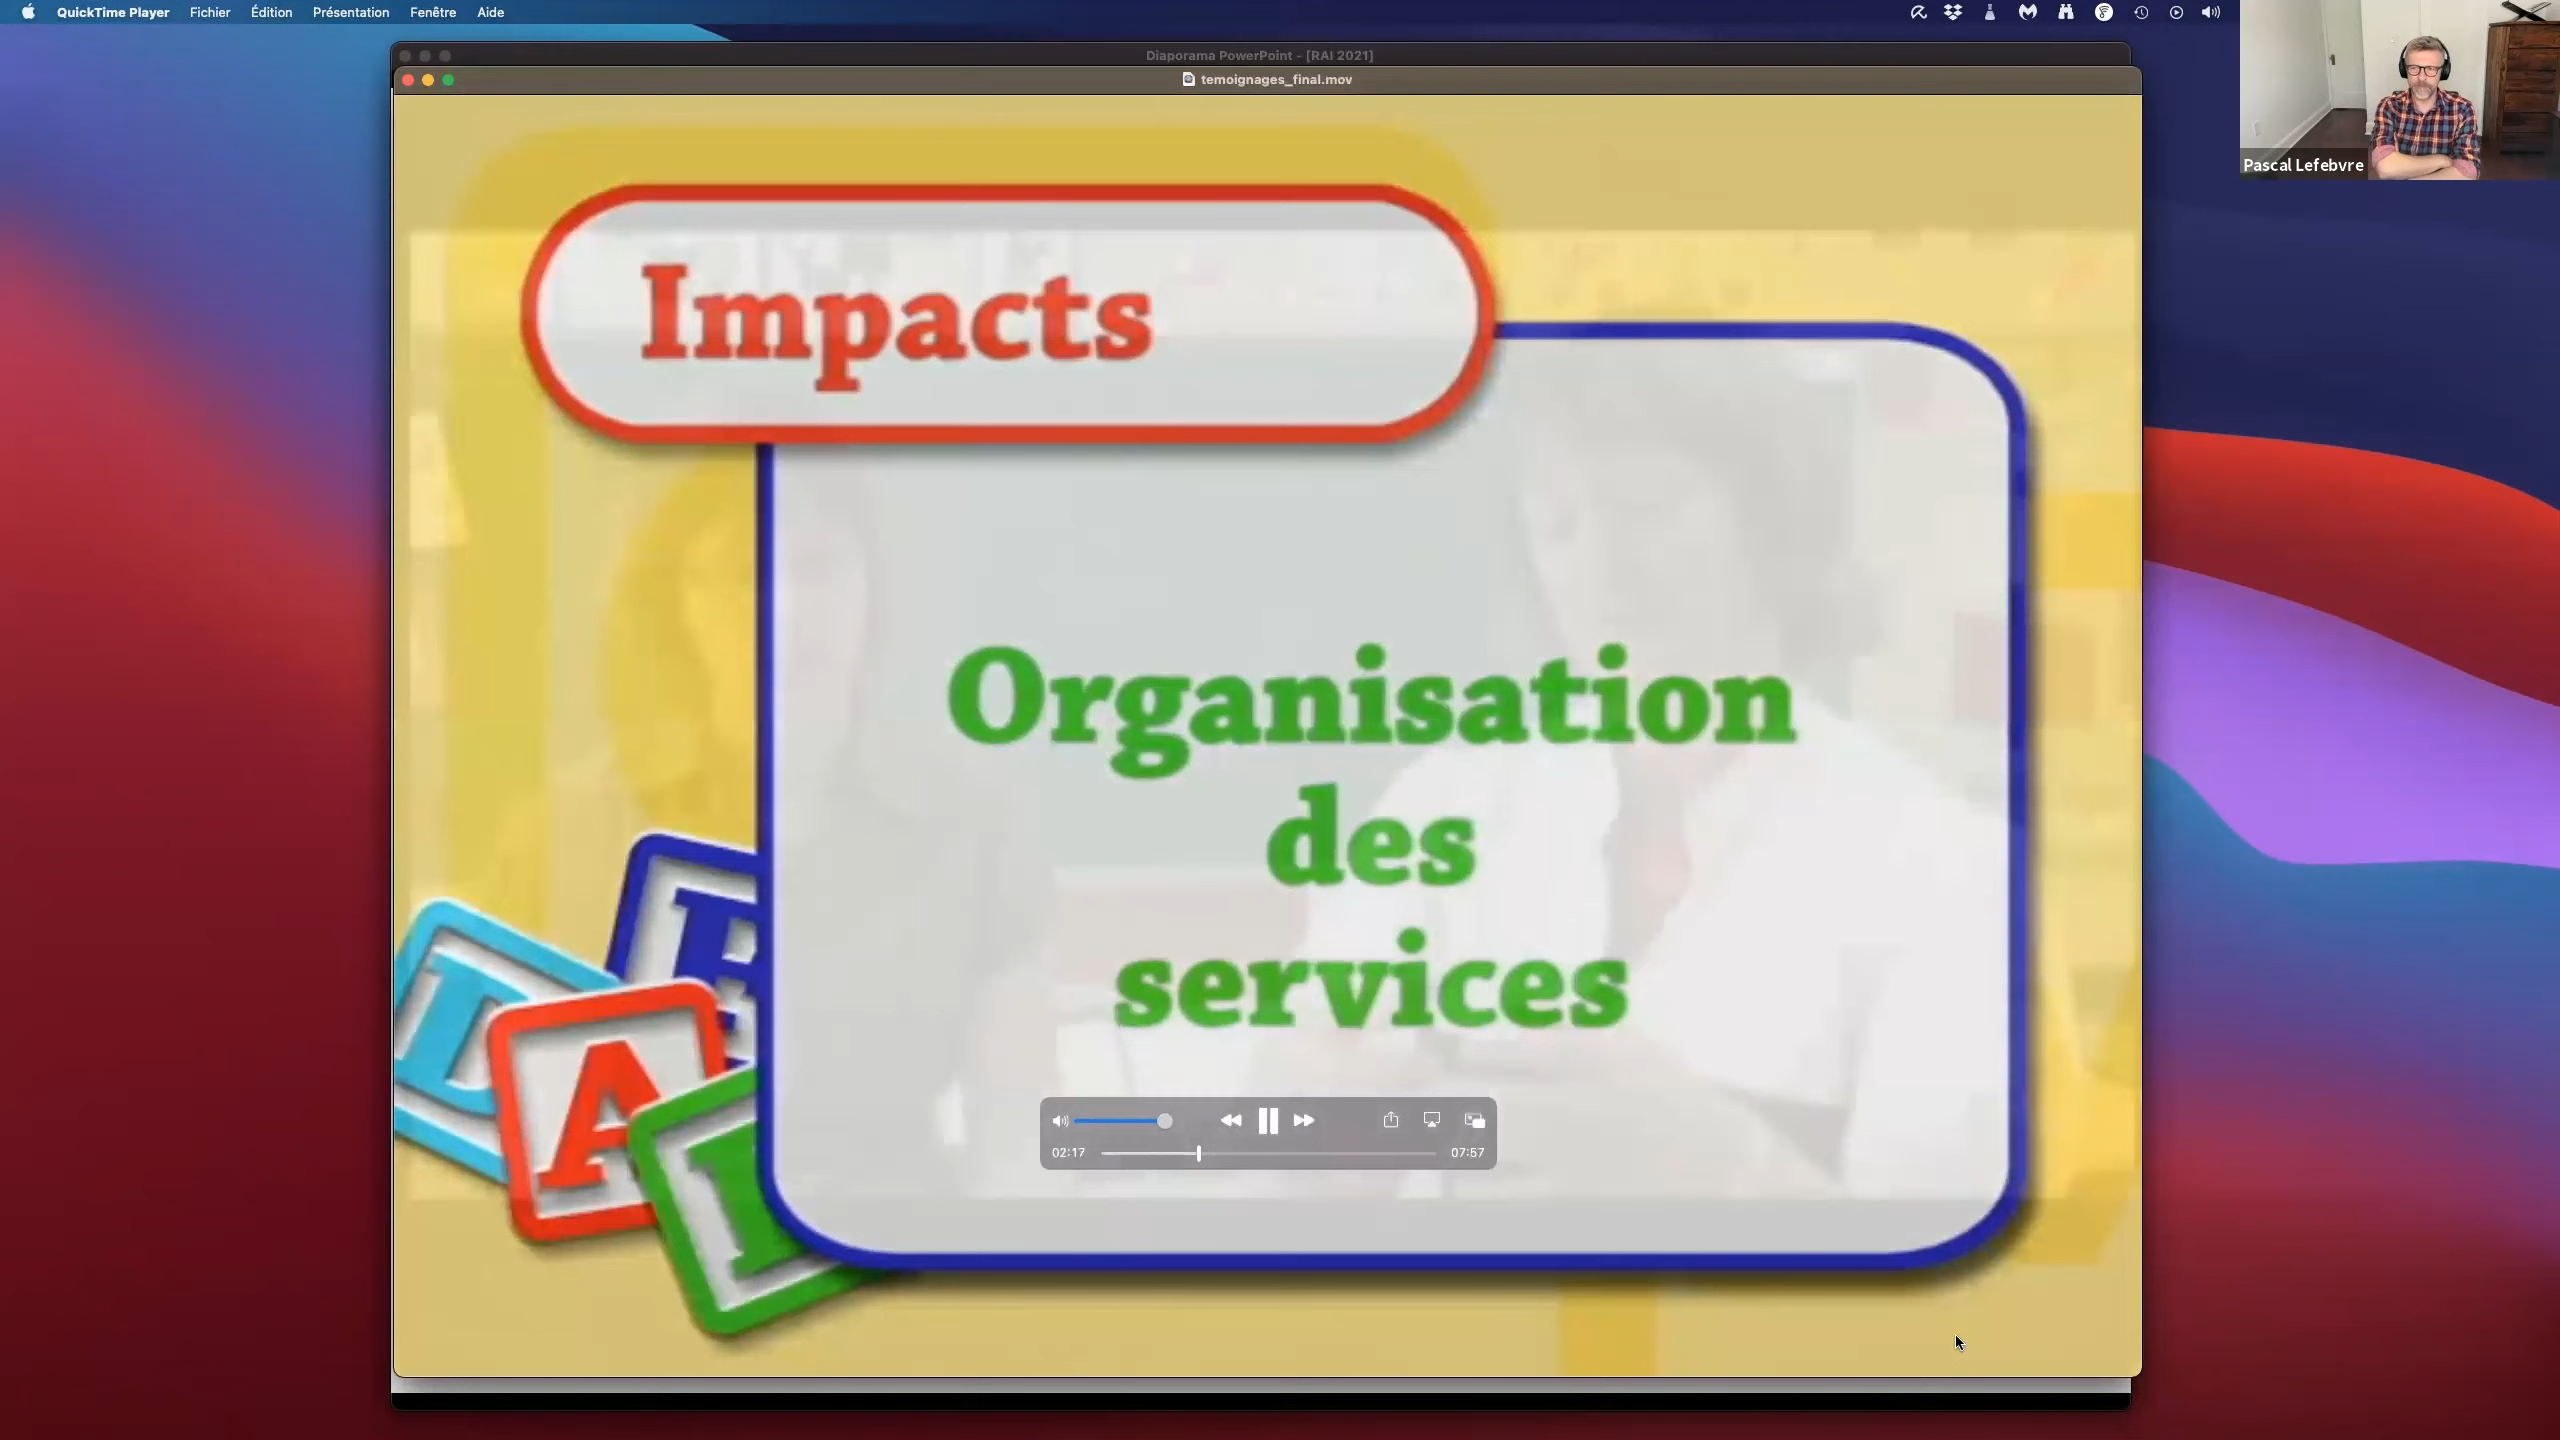 QuickTime Player Fichier Édition Présentation Fenêtre Aide
Diaporama PowerPoint - [RAI 2021]
temoignages_final.mov
Pascal Lefebvre
Impacts
Organisation
des
services
A
02:17
07:57